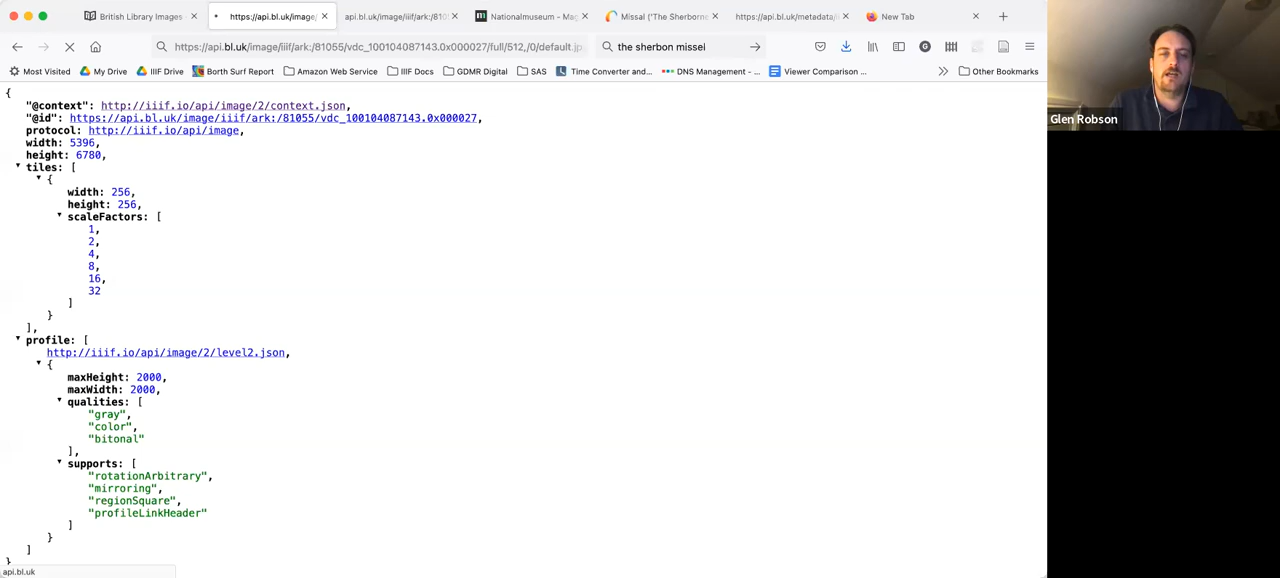 British Library Images
https://api.bl.uk/image/
api.bl.uk/image/iiif/ark:/810
Nationalmuseum - Ma
Missal ('The Sherborne
https://api.bl.uk/metadata/i
New Tab
https://api.bl.uk/image/iiif/ark:/81055/vdc_100104087143.0x000027/full/512,/0/default.jp
the sherbon missel
Most Visited
My Drive
IIIF Drive
Borth Surf Report
Amazon Web Service
IIIF Docs
GDMR Digital
SAS
Time Converter and...
DNS Management - ...
Viewer Comparison ...
Other Bookmarks
{
"@context": http://iiif.io/api/image/2/context.json,
"@id": https://api.bl.uk/image/iiif/ark:/81055/vdc_100104087143.0x000027,
protocol: http://iiif.io/api/image,
width: 5396,
height: 6780,
tiles: [
{
width: 256,
height: 256,
scaleFactors: [
1,
2,
4,
8,
16,
32
]
}
],
profile: [
http://iiif.io/api/image/2/level2.json,
{
maxHeight: 2000,
maxWidth: 2000,
qualities: [
"gray",
"color",
"bitonal"
],
supports: [
"rotationArbitrary",
"mirroring",
"regionSquare",
"profileLinkHeader"
]
}
]
}
api.bl.uk
Glen Robson